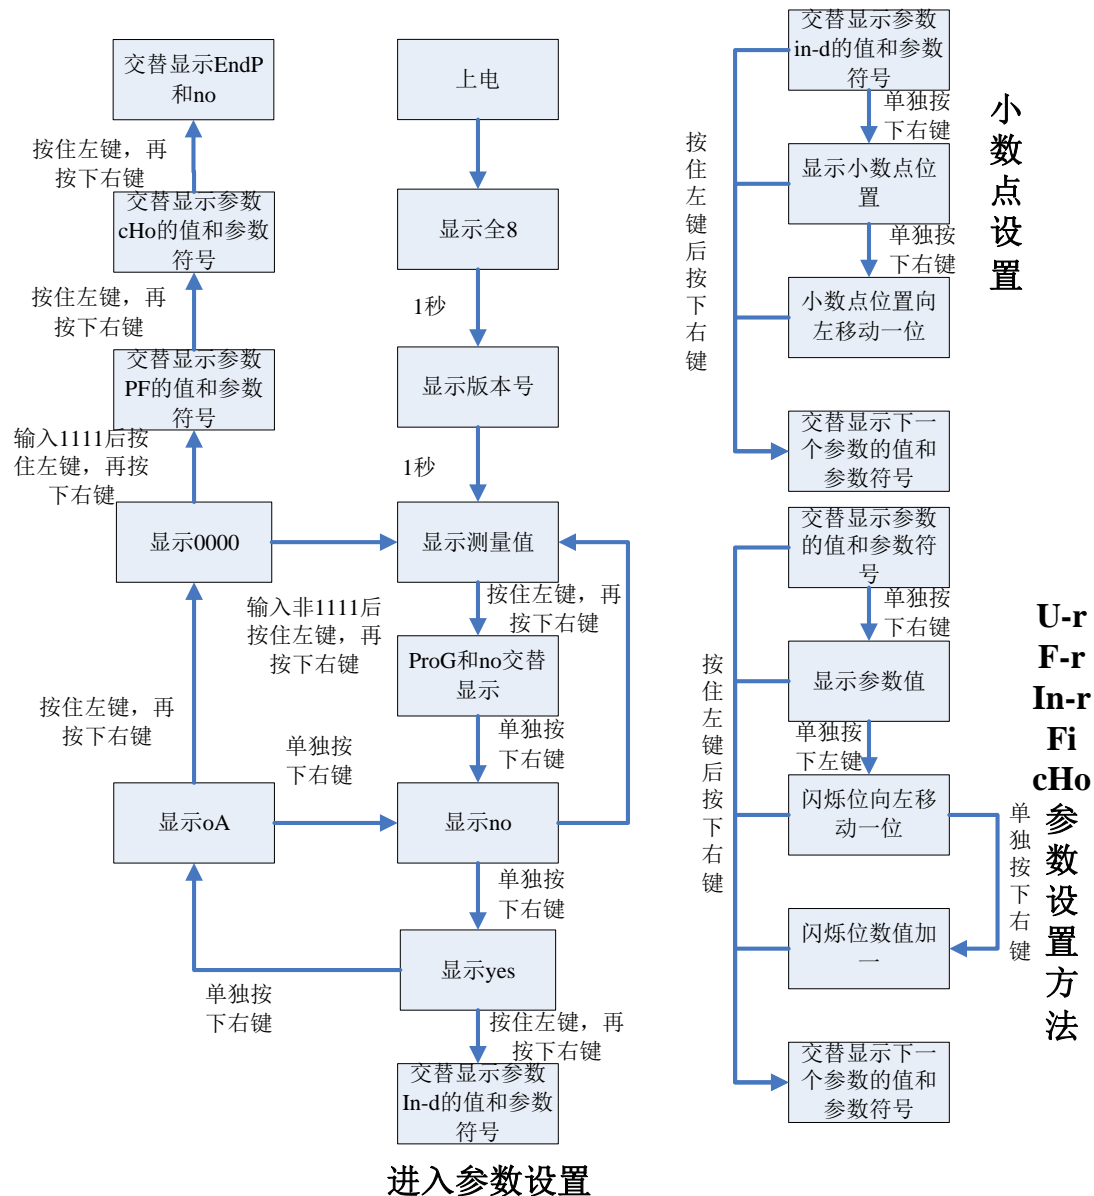 交替显示EndP
和no
按住左键，再
按下右键
交替显示参数
cHo的值和参数
符号
按住左键，再
按下右键
交替显示参数
PF的值和参数
符号
输入1111后按
住左键，再按
下右键
显示0000
按住左键，再
按下右键
显示oA
上电
显示全8
1秒
显示版本号
1秒
显示测量值
输入非1111后
按住左键，再
按下右键
按住左键，再
按下右键
ProG和no交替
显示
单独按
下右键
单独按
下右键
显示no
单独按
下右键
显示yes
单独按
下右键
按住左键，再
按下右键
交替显示参数
In-d的值和参数
符号
进入参数设置
交替显示参数
in-d的值和参数
符号
单独按
下右键
显示小数点位
置
单独按
下右键
小数点位置向
左移动一位
按住左键后按下右键
交替显示下一
个参数的值和
参数符号
小数点设置
交替显示参数
的值和参数符
号
单独按
下右键
显示参数值
单独按
下左键
闪烁位向左移
动一位
单独按下右键
闪烁位数值加
一
按住左键后按下右键
交替显示下一
个参数的值和
参数符号
U-r
F-r
In-r
Fi
cHo
参数设置方法